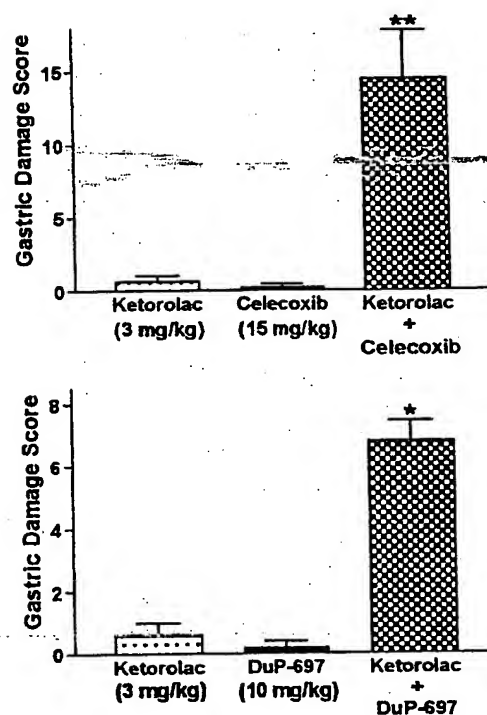 Gastric Damage Score
**
15
10
5
0
Ketorolac Celecoxib Ketorolac
(3 mg/kg) (15 mg/kg) +
Celecoxib
Gastric Damage Score
*
8
6
4
2
0
Ketorolac DuP-697 Ketorolac
(3 mg/kg) (10 mg/kg) +
DuP-697